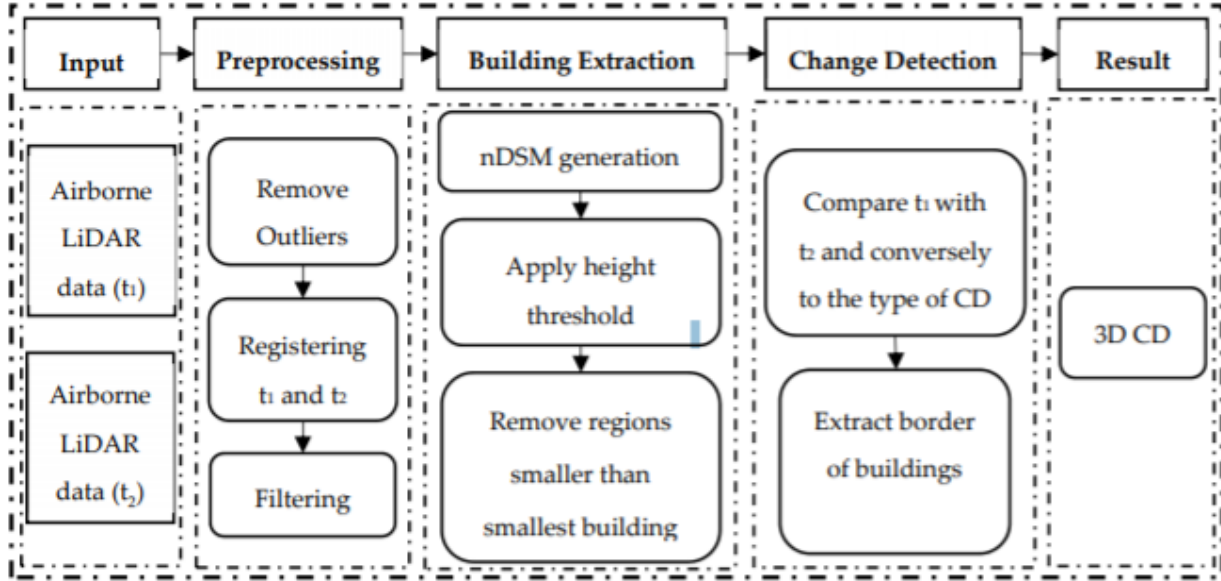 Input
Preprocessing
Building Extraction
Change Detection
Result
Airborne
LiDAR
data (t₁)
Airborne
LiDAR
data (t₂)
Remove
Outliers
Registering
t₁ and t₂
Filtering
nDSM generation
Apply height
threshold
Remove regions
smaller than
smallest building
Compare t₁ with
t₂ and conversely
to the type of CD
Extract border
of buildings
3D CD